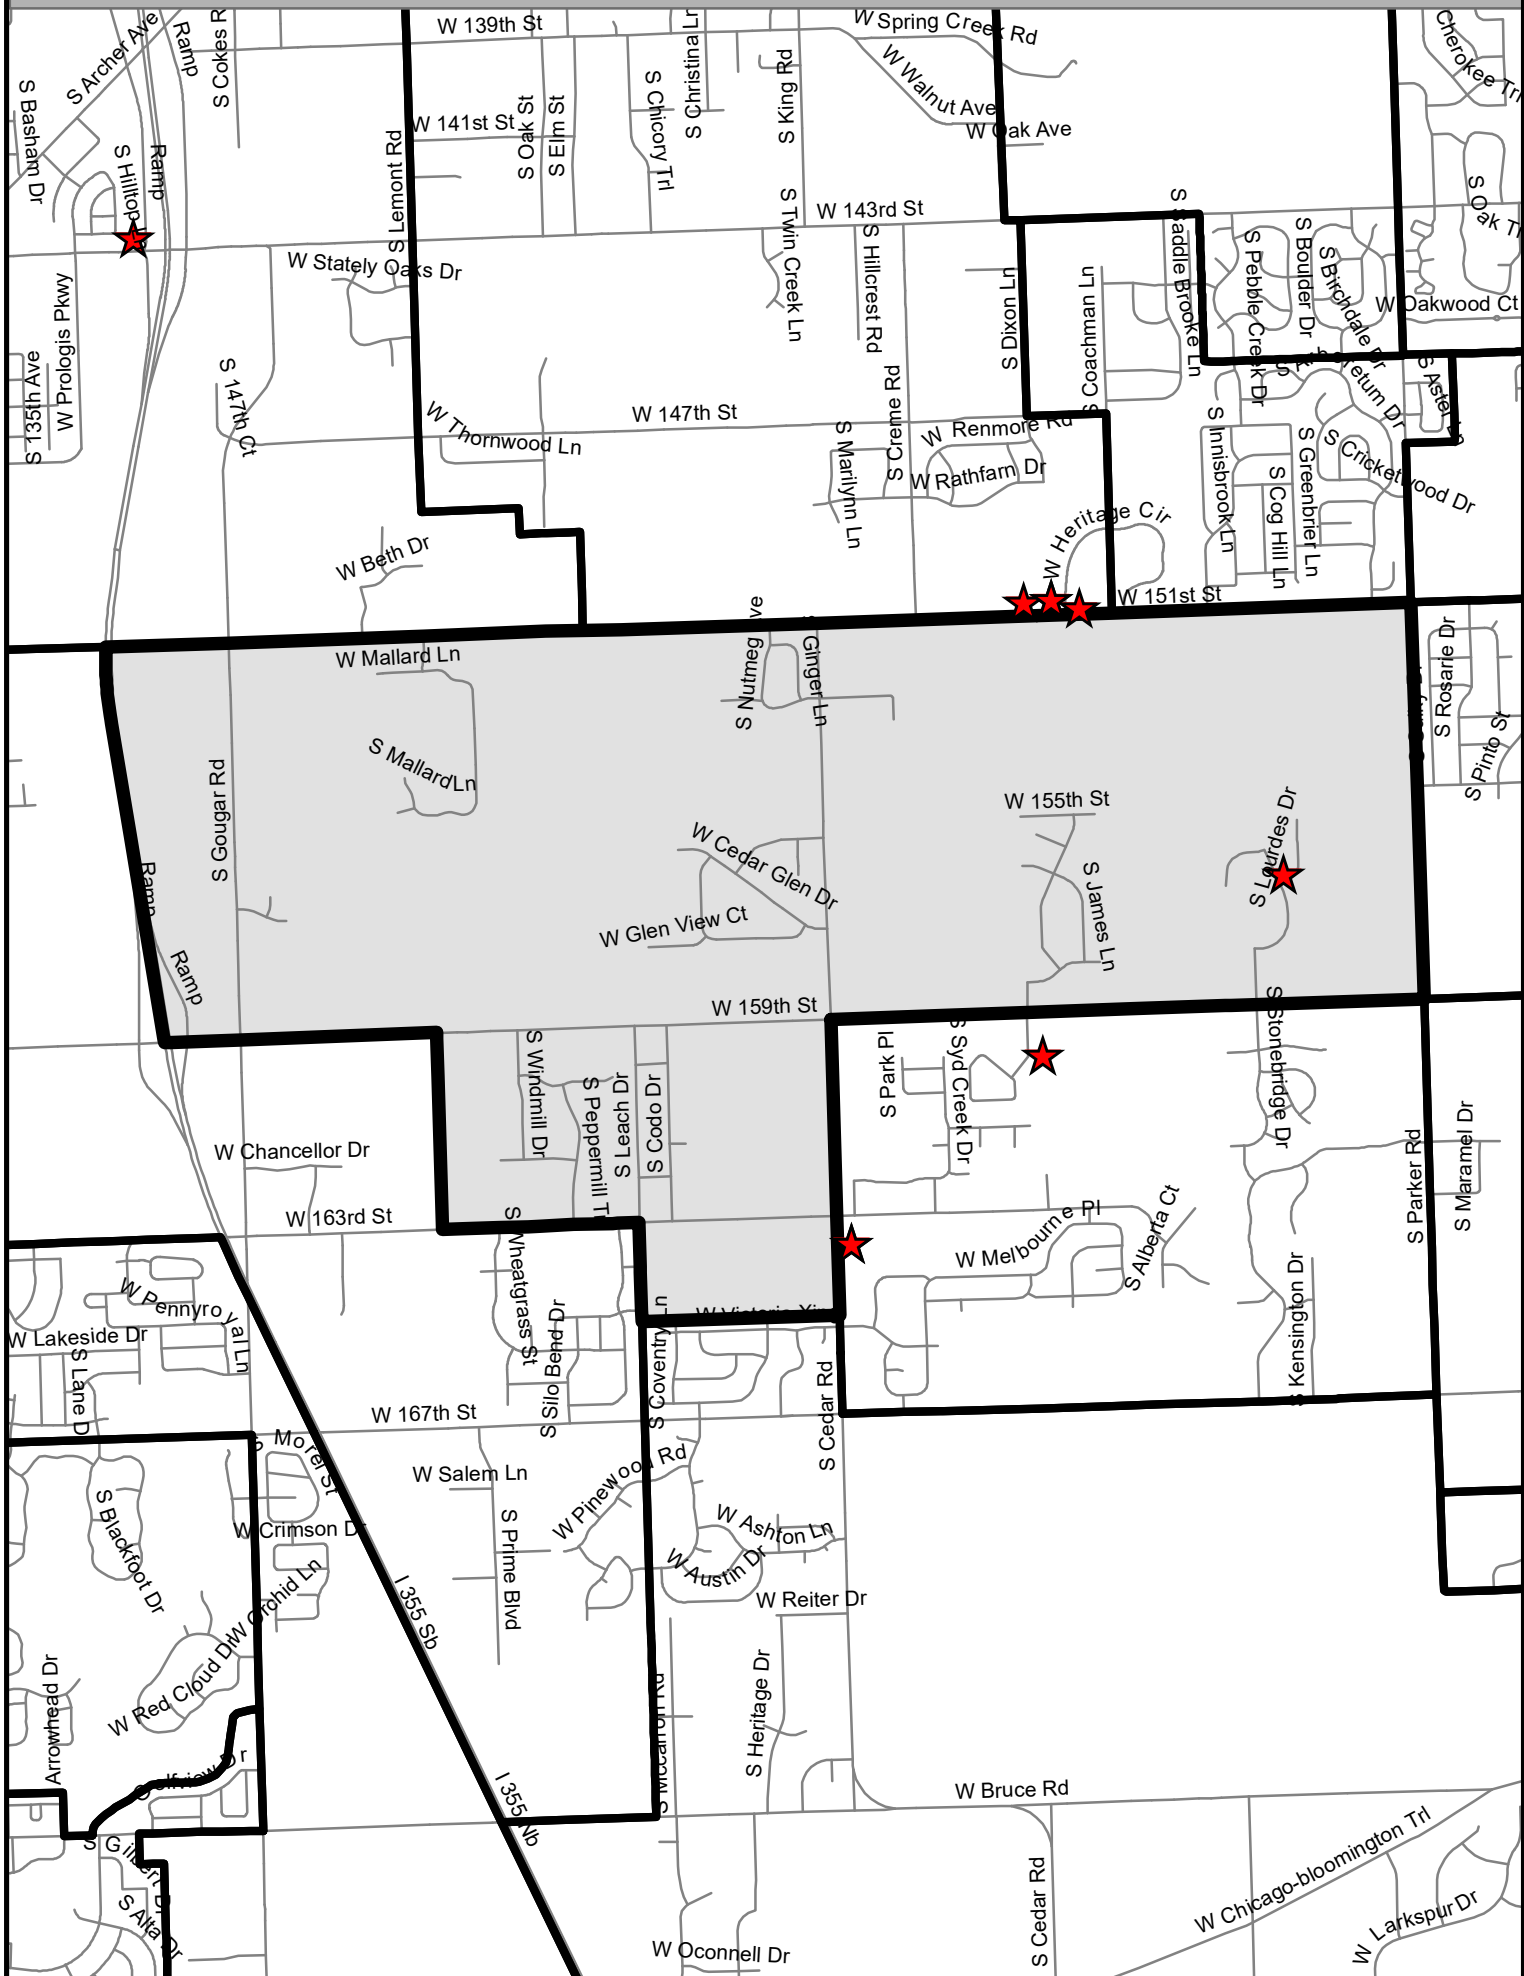 W 139th St
W Spring Creek Rd
S Archer Ave
Ramp
S Cokes R
S Christina Ln
Cherokee Trl
W Walnut Ave
S Basham Dr
S King Rd
S Chicory Trl
W 141st St
S Oak St
S Elm St
W Oak Ave
S Hilltop
Ramp
S Lemont Rd
S Twin Creek Ln
W 143rd St
S Hillcrest Rd
S Saddle Brooke Ln
S Pebble Creek Dr
S Boulder Dr
S Birchdale Dr
S Oak Tr
W Stately Oaks Dr
W Prologis Pkwy
S Dixon Ln
S Coachman Ln
W Oakwood Ct
S 135th Ave
S 147th Ct
S Aster Ln
W Thornwood Ln
W 147th St
S Creme Rd
S Marilynn Ln
W Renmore Rd
W Rathfarn Dr
S Innisbrook Ln
S Cog Hill Ln
S Greenbrier Ln
S Cricketwood Dr
W Beth Dr
W Heritage Cir
W 151st St
W Mallard Ln
S Nutmeg
S Ginger Ln
S Rosarie Dr
S Pinto St
S Mallard Ln
S Gougar Rd
W 155th St
S Lourdes Dr
W Cedar Glen Dr
S James Ln
Ramp
W Glen View Ct
Ramp
W 159th St
S Stonebridge Dr
S Windmill Dr
S Peppermill Tr
S Leach Dr
S Codo Dr
S Park Pl
S Syd Creek Dr
W Chancellor Dr
S Parker Rd
S Maramel Dr
W 163rd St
S Wheatgrass St
W Melbourne Pl
S Alberta Ct
W Pennyroyal Ln
W Lakeside Dr
S Lane D
S Silo Bend Dr
S Coventry Ln
W Victoria Xin
S Cedar Rd
S Kensington Dr
W 167th St
S Morel St
W Salem Ln
W Pinewood Rd
S Blackfoot Dr
W Crimson Dr
S Prime Blvd
W Ashton Ln
W Austin Dr
W Orchid Ln
I 355 Sb
W Reiter Dr
W Red Cloud Dr
Arrowhead Dr
S Mccarron Rd
S Heritage Dr
Golfview Dr
I 355 Nb
W Bruce Rd
S Gilbert Dr
S Alta Dr
S Cedar Rd
W Chicago-bloomington Trl
W Larkspur Dr
W Oconnell Dr